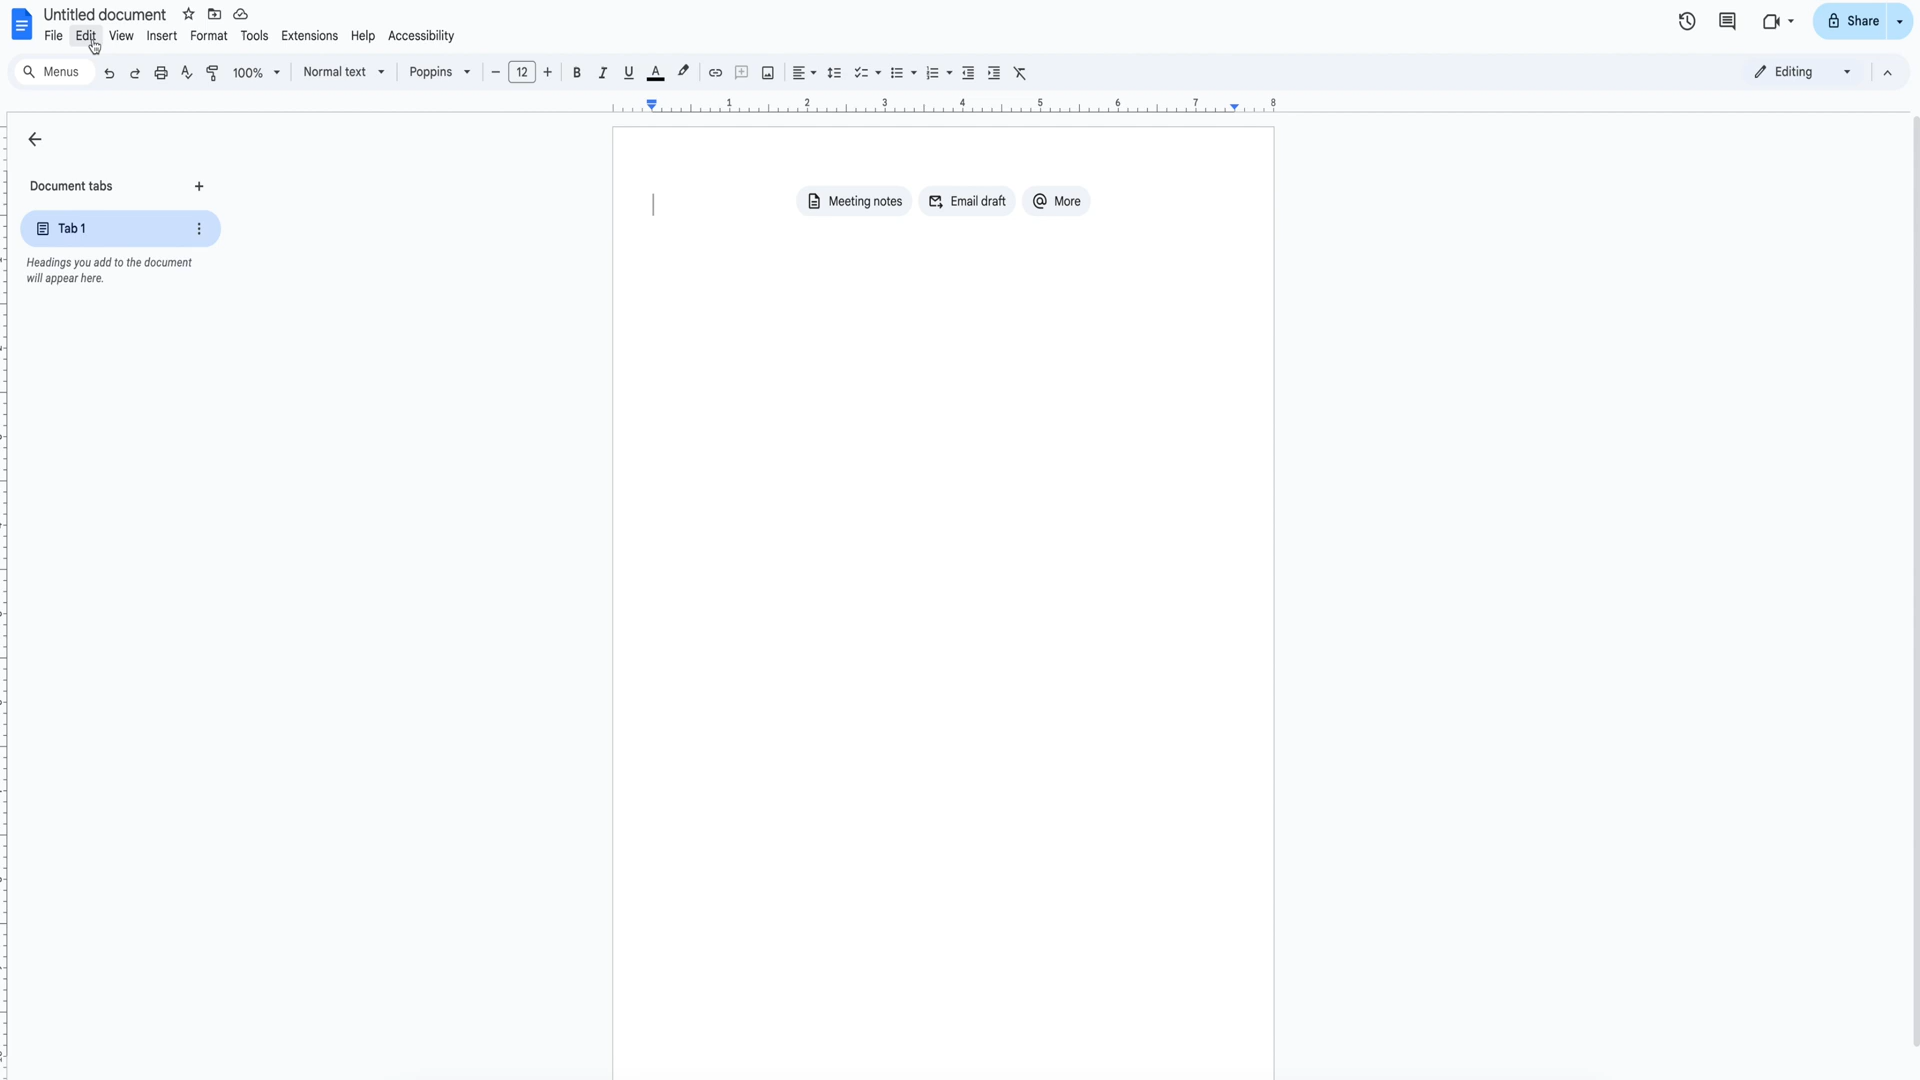 Untitled document
File Edit View Insert Format Tools Extensions Help Accessibility
Share
Menus 100% Normal text Poppins 12 B I U A Editing
1 2 3 4 5 6 7 8
Document tabs
Tab 1
Headings you add to the document
will appear here.
Meeting notes Email draft More